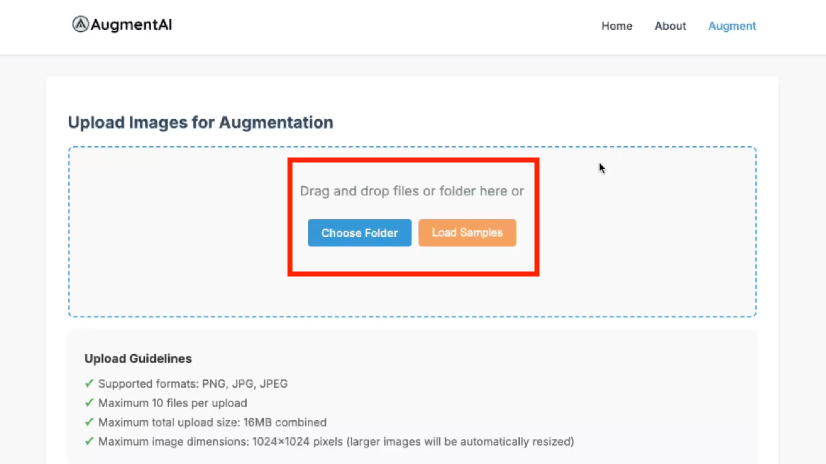 AugmentAI
Home About Augment
Upload Images for Augmentation
Drag and drop files or folder here or
Choose Folder Load Samples
Upload Guidelines
✓ Supported formats: PNG, JPG, JPEG
✓ Maximum 10 files per upload
✓ Maximum total upload size: 16MB combined
✓ Maximum image dimensions: 1024×1024 pixels (larger images will be automatically resized)